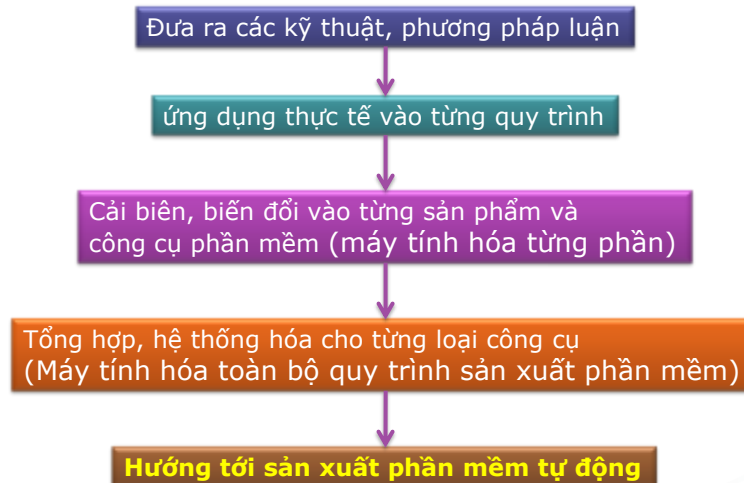 Đưa ra các kỹ thuật, phương pháp luận
ứng dụng thực tế vào từng quy trình
Cải biên, biến đổi vào từng sản phẩm và
công cụ phần mềm (máy tính hóa từng phần)
Tổng hợp, hệ thống hóa cho từng loại công cụ
(Máy tính hóa toàn bộ quy trình sản xuất phần mềm)
Hướng tới sản xuất phần mềm tự động